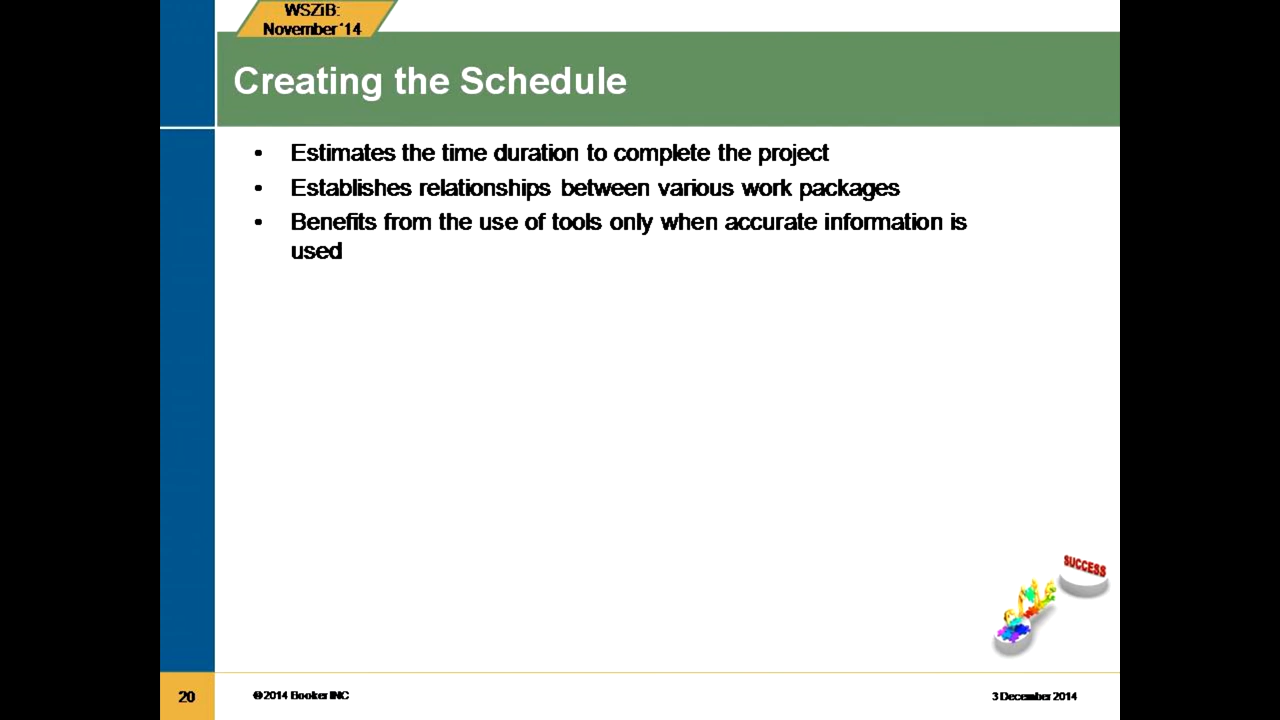 WSZiB:
November '14
Creating the Schedule
• Estimates the time duration to complete the project
• Establishes relationships between various work packages
• Benefits from the use of tools only when accurate information is
used
SUCCESS
20
© 2014 Booker INC
3 December 2014